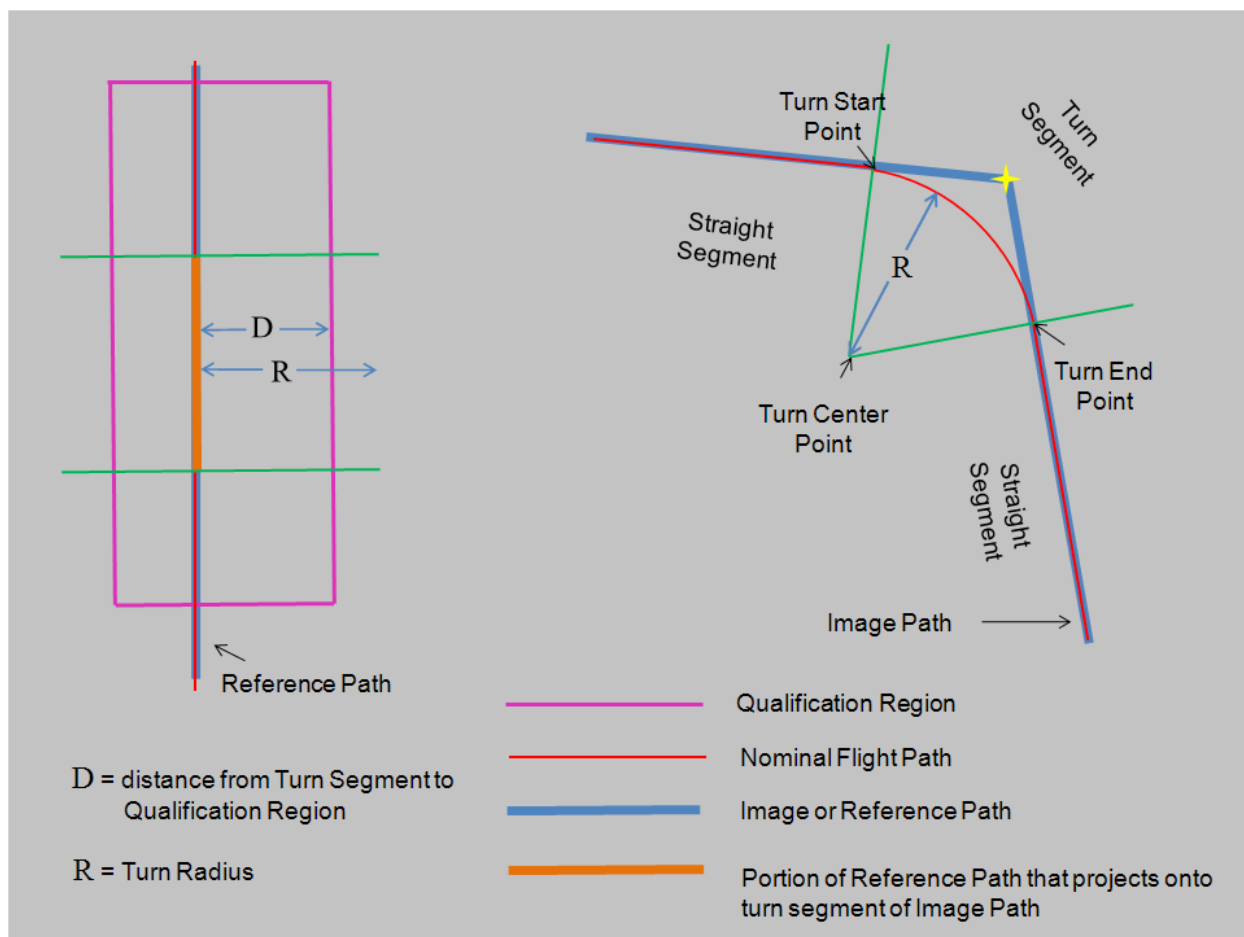 D
R
Reference Path
Turn Start
Point
Turn
Segment
Straight
Segment
R
Turn End
Point
Turn Center
Point
Straight
Segment
Image Path
D = distance from Turn Segment to
Qualification Region
R = Turn Radius
Qualification Region
Nominal Flight Path
Image or Reference Path
Portion of Reference Path that projects onto
turn segment of Image Path